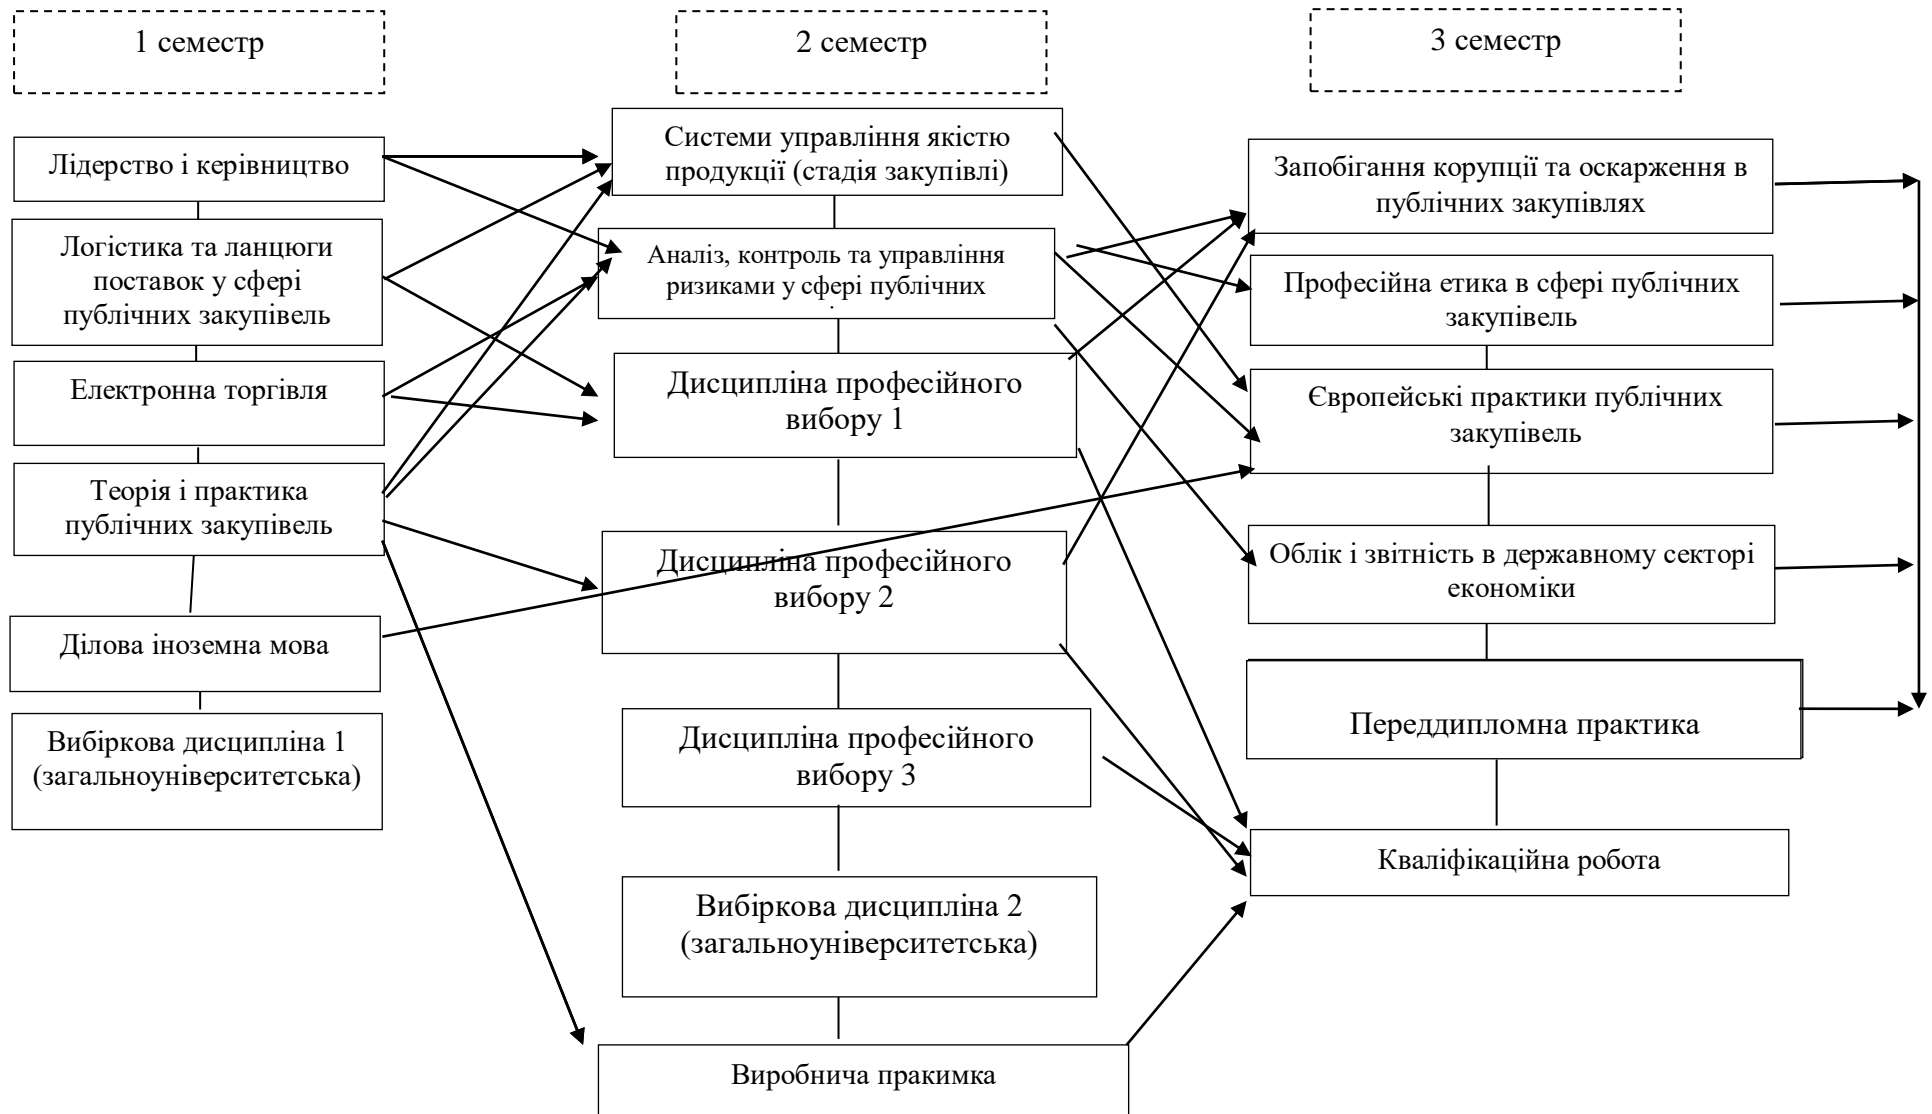 1 семестр
2 семестр
3 семестр
Лідерство і керівництво
Логістика та ланцюги
поставок у сфері
публічних закупівель
Електронна торгівля
Теорія і практика
публічних закупівель
Ділова іноземна мова
Вибіркова дисципліна 1
(загальноуніверситетська)
Системи управління якістю
продукції (стадія закупівлі)
Аналіз, контроль та управління
ризиками у сфері публічних
Дисципліна професійного
вибору 1
Дисципліна професійного
вибору 2
Дисципліна професійного
вибору 3
Вибіркова дисципліна 2
(загальноуніверситетська)
Виробнича пракимка
Запобігання корупції та оскарження в
публічних закупівлях
Професійна етика в сфері публічних
закупівель
Європейські практики публічних
закупівель
Облік і звітність в державному секторі
економіки
Переддипломна практика
Кваліфікаційна робота